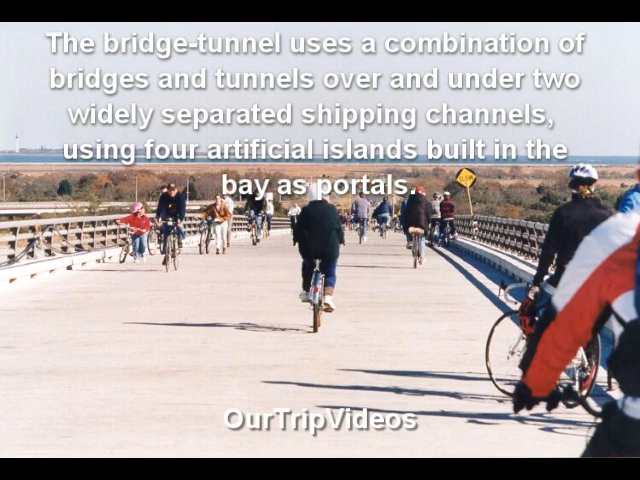 The bridge-tunnel uses a combination of
bridges and tunnels over and under two
widely separated shipping channels,
using four artificial islands built in the
bay as portals.
OurTripVideos